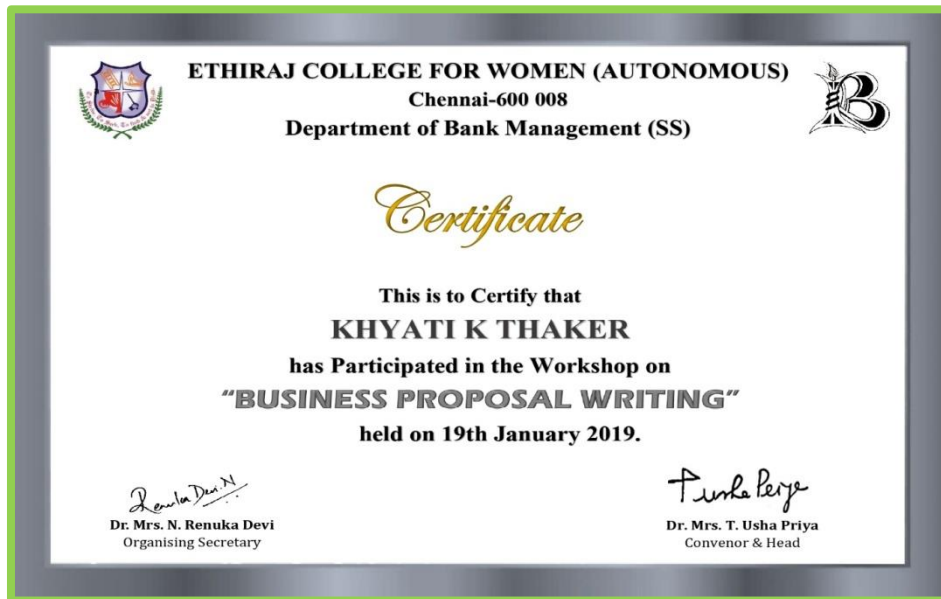 ETHIRAJ COLLEGE FOR WOMEN (AUTONOMOUS)
Chennai-600 008
Department of Bank Management (SS)
Certificate
This is to Certify that
KHYATI K THAKER
has Participated in the Workshop on
“BUSINESS PROPOSAL WRITING”
held on 19th January 2019.
Renuka Devi.N
Dr. Mrs. N. Renuka Devi
Organising Secretary
Dr. Mrs. T. Usha Priya
Convenor & Head